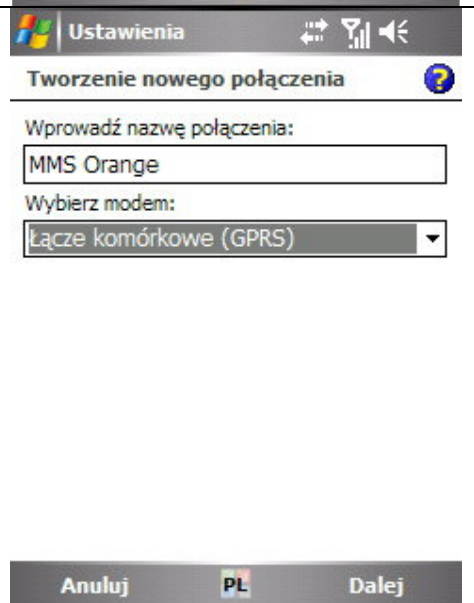 Ustawienia
Tworzenie nowego połączenia
Wprowadź nazwę połączenia:
MMS Orange
Wybierz modem:
Łącze komórkowe (GPRS)
Anuluj PL Dalej